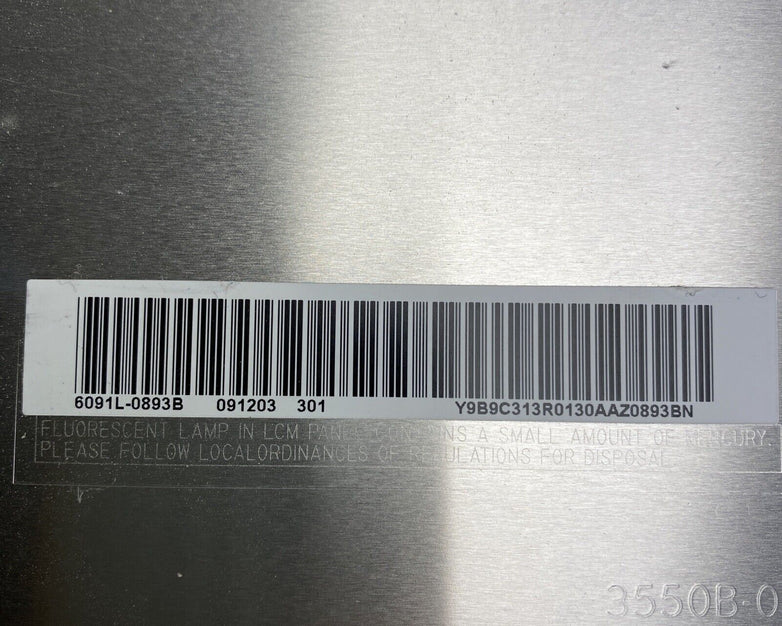 6091L-0893B 091203 301 Y9B9C313R0130AAZ0893BN
FLUORESCENT LAMP IN LCM PANEL CONTAINS A SMALL AMOUNT OF MERCURY.
PLEASE FOLLOW LOCALORDINANCES OF REGULATIONS FOR DISPOSAL.
3550B-0